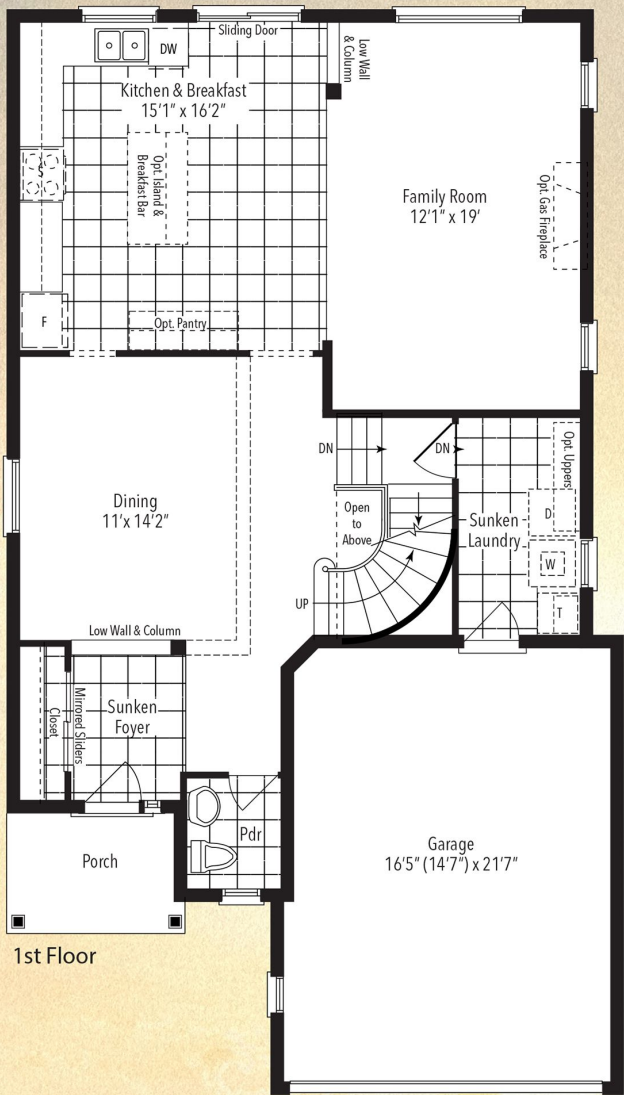 Sliding Door
DW
Low Wall
& Column
Kitchen & Breakfast
15'1" x 16'2"
S
Opt. Island &
Breakfast Bar
Family Room
12'1" x 19'
Opt. Gas Fireplace
F
Opt. Pantry
DN
DN
Opt. Uppers
Dining
11'x 14'2"
Open
to
Above
Sunken
Laundry
D
W
UP
T
Low Wall & Column
Closet
Mirrored Sliders
Sunken
Foyer
Pdr
Porch
Garage
16'5" (14'7") x 21'7"
1st Floor